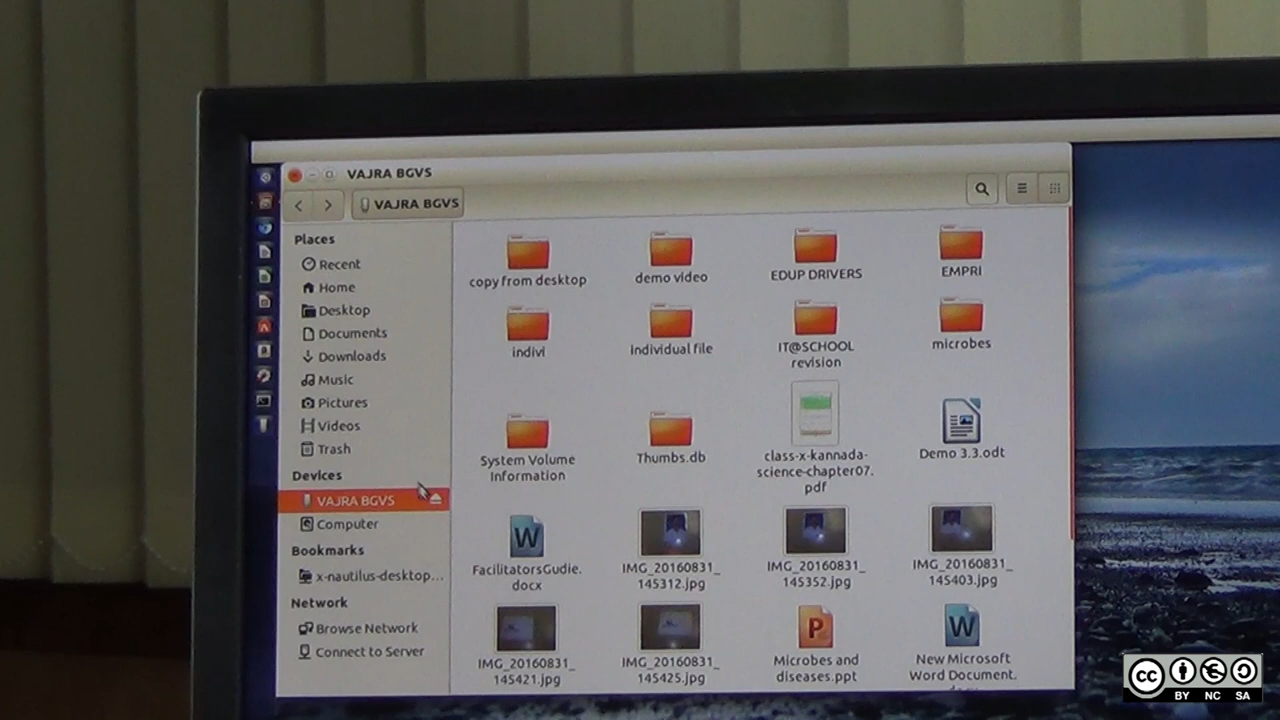 VAJRA BGVS
VAJRA BGVS
Places
Recent
Home
Desktop
Documents
Downloads
Music
Pictures
Videos
Trash
Devices
VAJRA BGVS
Computer
Bookmarks
x-nautilus-desktop...
Network
Browse Network
Connect to Server
copy from desktop
demo video
EDUP DRIVERS
EMPRI
indivi
Individual file
IT@SCHOOL
revision
microbes
System Volume
Information
Thumbs.db
class-x-kannada-
science-chapter07.
pdf
Demo 3.3.odt
FacilitatorsGudie.
docx
IMG_20160831_
145312.jpg
IMG_20160831_
145352.jpg
IMG_20160831_
145403.jpg
IMG_20160831_
145421.jpg
IMG_20160831_
145425.jpg
Microbes and
diseases.ppt
New Microsoft
Word Document.
cc
BY NC SA